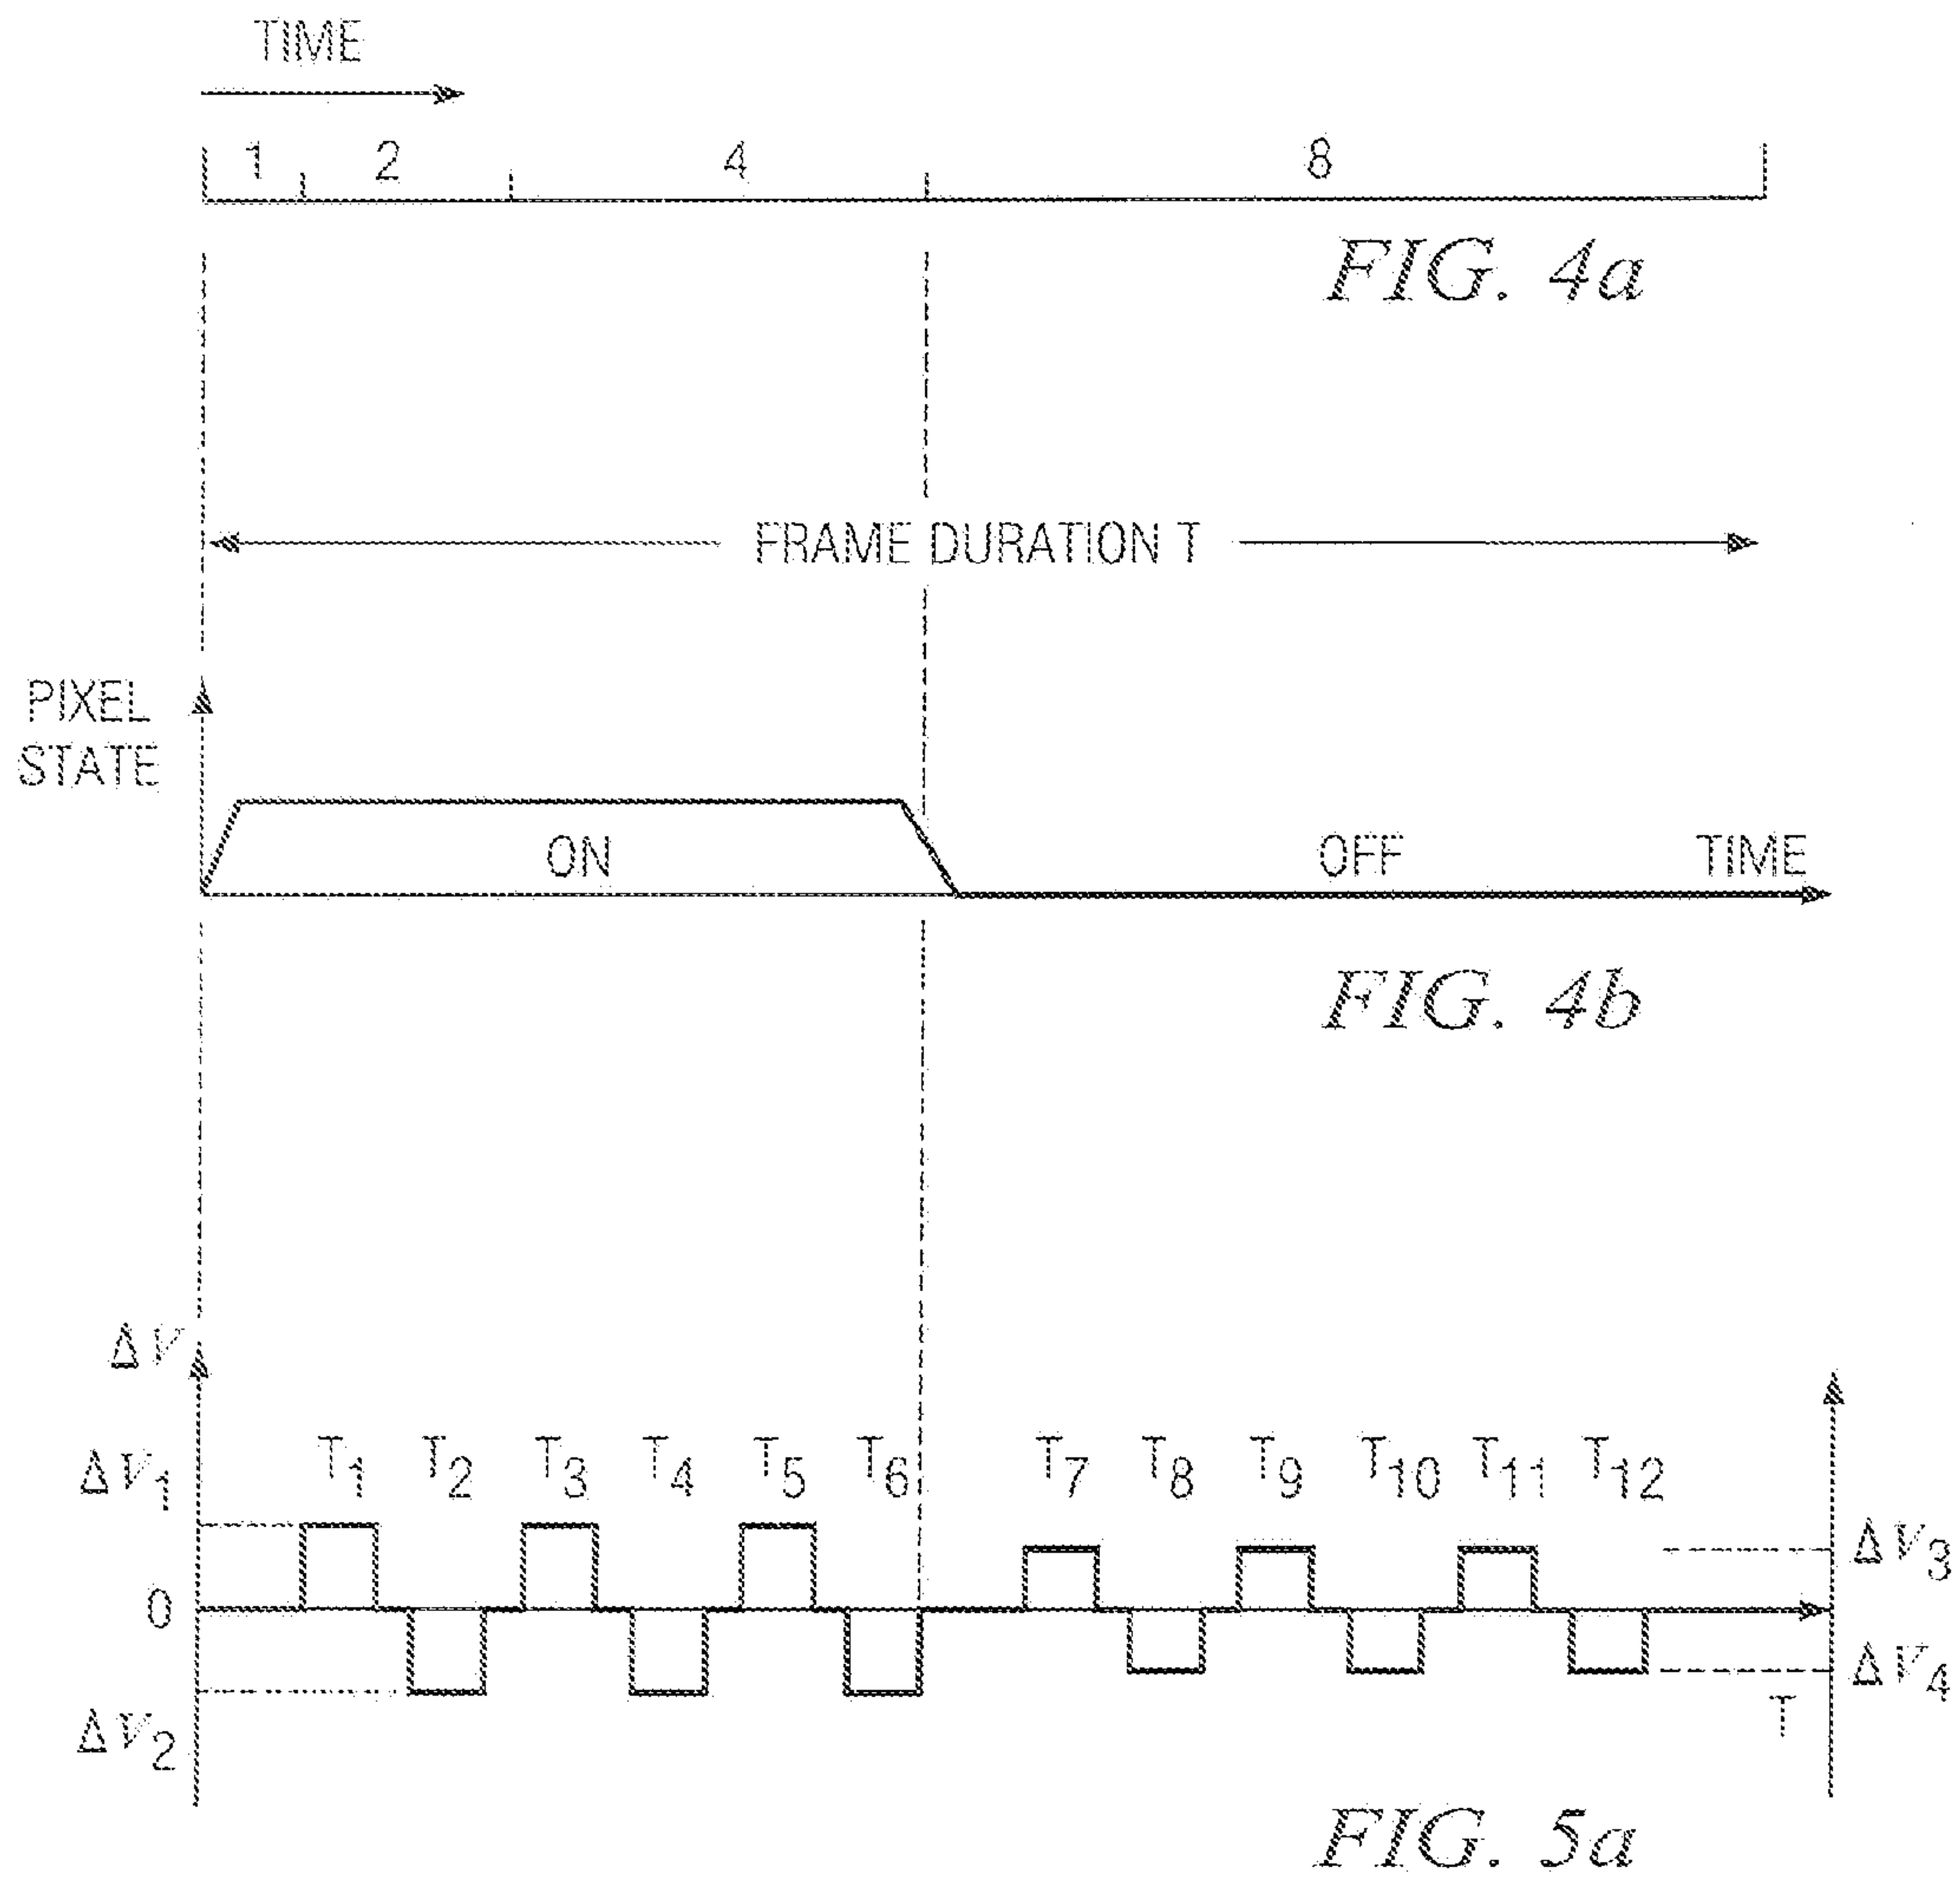 TIME
1 2 4 8
FIG. 4a
FRAME DURATION T
PIXEL
STATE
ON OFF TIME
FIG. 4b
ΔV
ΔV1 T1 T2 T3 T4 T5 T6 T7 T8 T9 T10 T11 T12
ΔV3
0
ΔV4
ΔV2 T
FIG. 5a